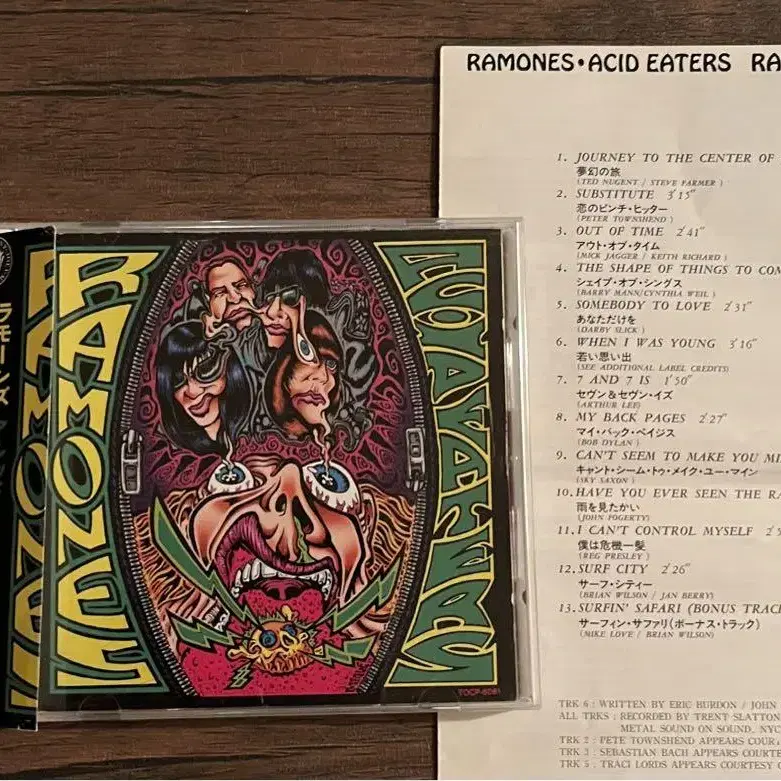 RAMONES
ACID EATERS
RAMONES
ラモーンズ
TOCP-8081
RAMONES・ACID EATERS RA
1. JOURNEY TO THE CENTER OF
夢幻の旅
(TED NUGENT / STEVE FARMER )
2. SUBSTITUTE 3'15"
恋のピンチ・ヒッター
(PETER TOWNSHEND )
3. OUT OF TIME 2'41"
アウト・オブ・タイム
(MICK JAGGER / KEITH RICHARD )
4. THE SHAPE OF THINGS TO COM
シェイプ・オブ・シングス
(BARRY MANN/CYNTHIA WEIL )
5. SOMEBODY TO LOVE 2'31"
あなただけを
(DARBY SLICK )
6. WHEN I WAS YOUNG 3'16"
若い思い出
(SEE ADDITIONAL LABEL CREDITS)
7. 7 AND 7 IS 1'50"
セヴン&セヴン・イズ
(ARTHUR LEE)
8. MY BACK PAGES 2'27"
マイ・バック・ペイジス
(BOB DYLAN )
9. CAN'T SEEM TO MAKE YOU MI
キャント・シーム・トゥ・メイク・ユー・マイン
(SKY SAXON )
10. HAVE YOU EVER SEEN THE RA
雨を見たかい
(JOHN FOGERTY)
11. I CAN'T CONTROL MYSELF 2'5
僕は危機一髪
(REG PRESLEY )
12. SURF CITY 2'26"
サーフ・シティー
(BRIAN WILSON / JAN BERRY)
13. SURFIN' SAFARI (BONUS TRAC
サーフィン・サファリ(ボーナス・トラック)
(MIKE LOVE / BRIAN WILSON)
TRK 6 : WRITTEN BY ERIC BURDON / JOHN
ALL TRKS : RECORDED BY TRENT SLATTON
METAL SOUND ON SOUND, NYC
TRK 2 : PETE TOWNSHEND APPEARS COUR
TRK 3 : SEBASTIAN BACH APPEARS COURTE
TRK 5 : TRACI LORDS APPEARS COURTESY